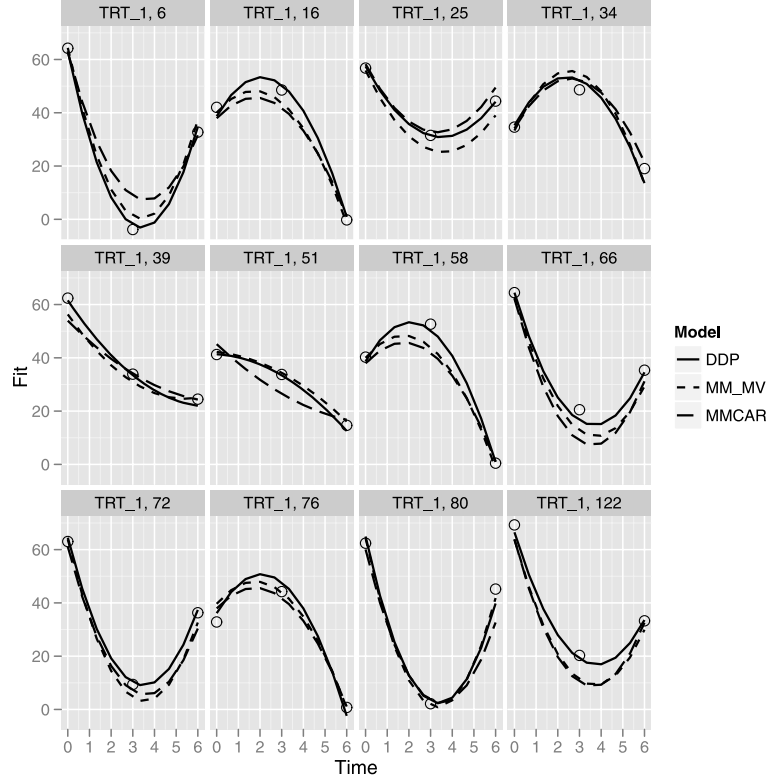 TRT_1, 6 TRT_1, 16 TRT_1, 25 TRT_1, 34
60
40
20
0
TRT_1, 39 TRT_1, 51 TRT_1, 58 TRT_1, 66
60
40
20
0
TRT_1, 72 TRT_1, 76 TRT_1, 80 TRT_1, 122
60
40
20
0
0 1 2 3 4 5 6 0 1 2 3 4 5 6 0 1 2 3 4 5 6 0 1 2 3 4 5 6
Time
Fit
Model
DDP
MM_MV
MMCAR